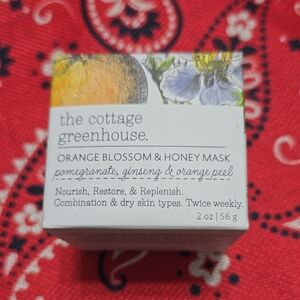 the cottage
greenhouse.
ORANGE BLOSSOM & HONEY MASK
pomegranate, ginseng & orange peel
Nourish, Restore, & Replenish.
Combination & dry skin types. Twice weekly.
2 oz | 56 g